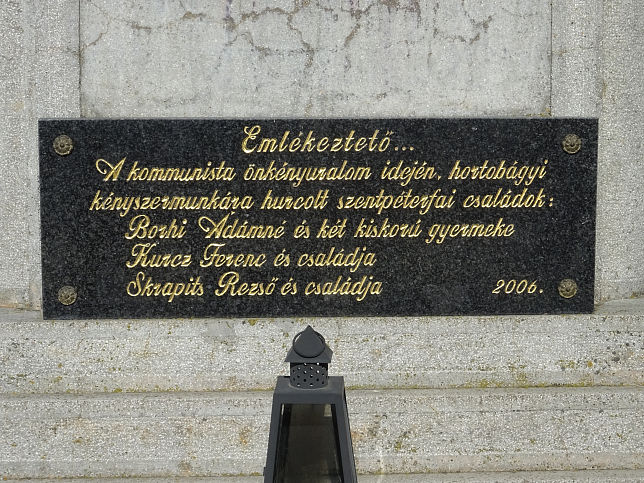 Emlékeztető...
A kommunista önkényuralom idején, hortobágyi
kényszermunkára hurcolt szentpéterfai családok:
Borhi Ádámné és két kiskorú gyermeke
Kurcz Ferenc és családja
Skrapits Rezső és családja 2006.